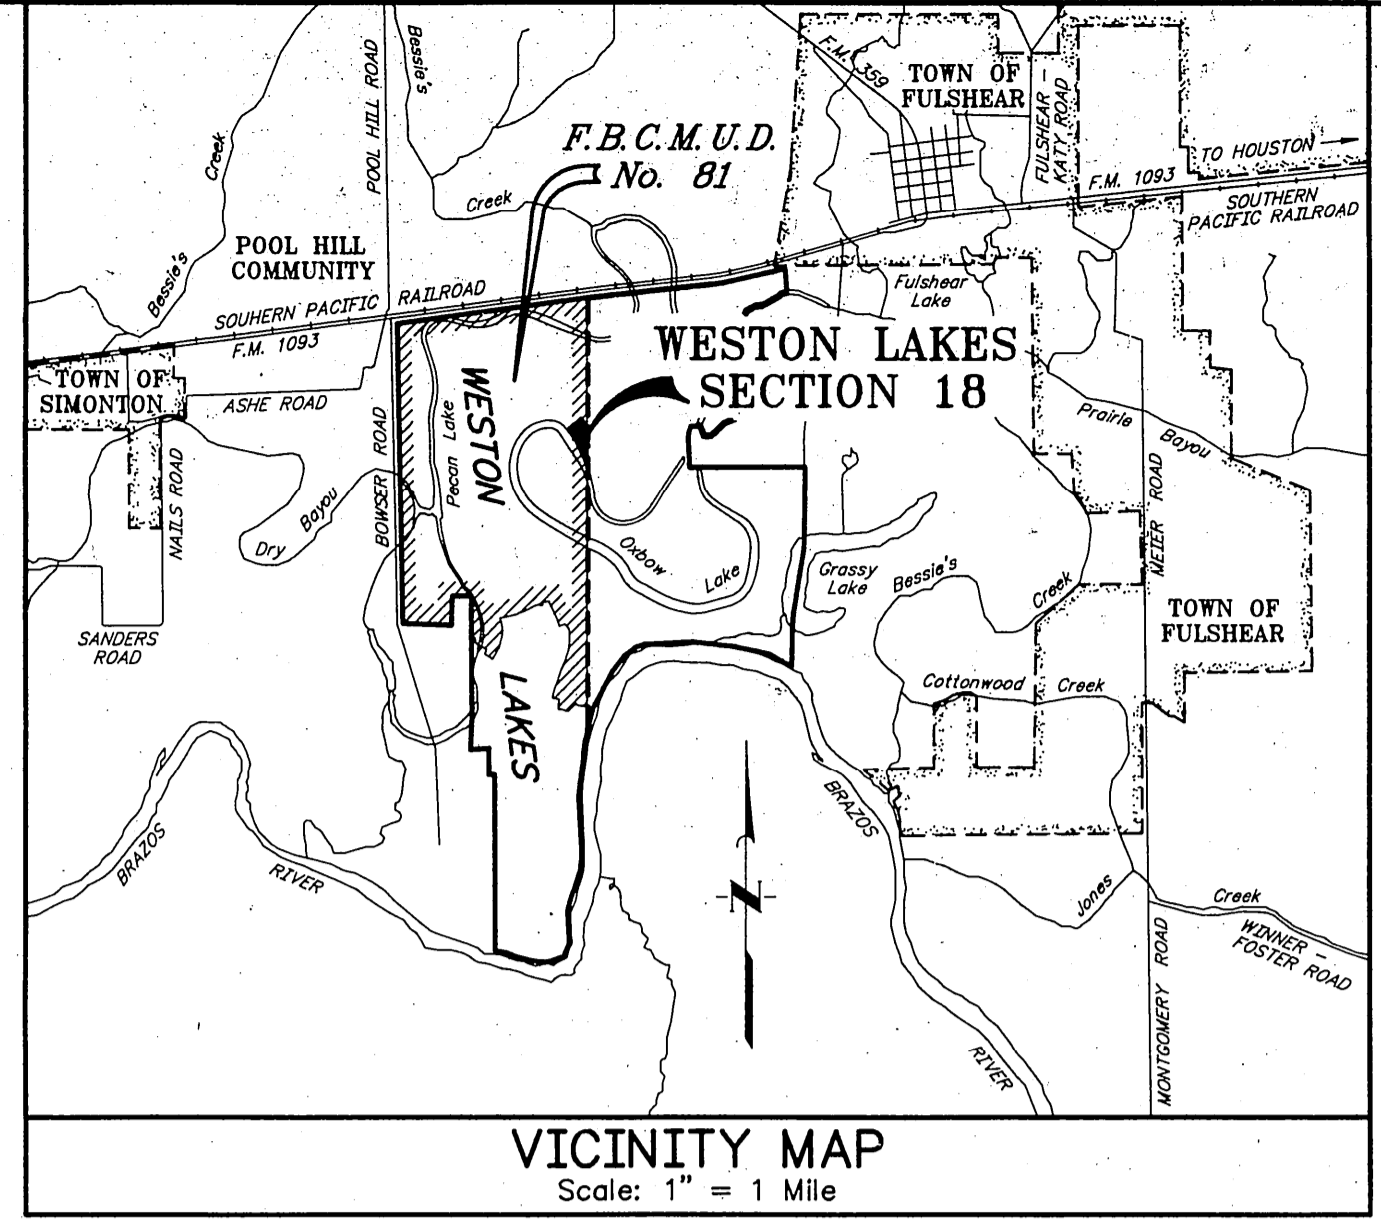 Bessie's
Creek
POOL HILL ROAD
Bessie's
Creek
F.M. 359
TOWN OF
FULSHEAR
FULSHEAR -
KATY ROAD
TO HOUSTON
F.M. 1093
SOUTHERN
PACIFIC RAILROAD
F.B.C.M.U.D.
No. 81
POOL HILL
COMMUNITY
SOUHERN PACIFIC RAILROAD
F.M. 1093
Fulshear
Lake
WESTON LAKES
SECTION 18
TOWN OF
SIMONTON
ASHE ROAD
NAILS ROAD
BOWSER ROAD
Pecan Lake
WESTON
LAKES
Dry Bayou
SANDERS
ROAD
Oxbow Lake
Grassy
Lake
Bessie's
Creek
Prairie Bayou
MEIER ROAD
TOWN OF
FULSHEAR
Cottonwood Creek
BRAZOS
RIVER
BRAZOS
RIVER
N
Jones
Creek
WINNER -
FOSTER ROAD
MONTGOMERY ROAD
VICINITY MAP
Scale: 1" = 1 Mile